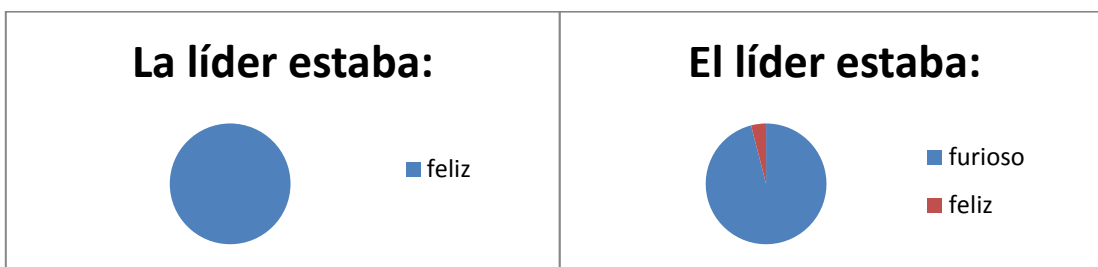 La líder estaba:
feliz
El líder estaba:
furioso
feliz